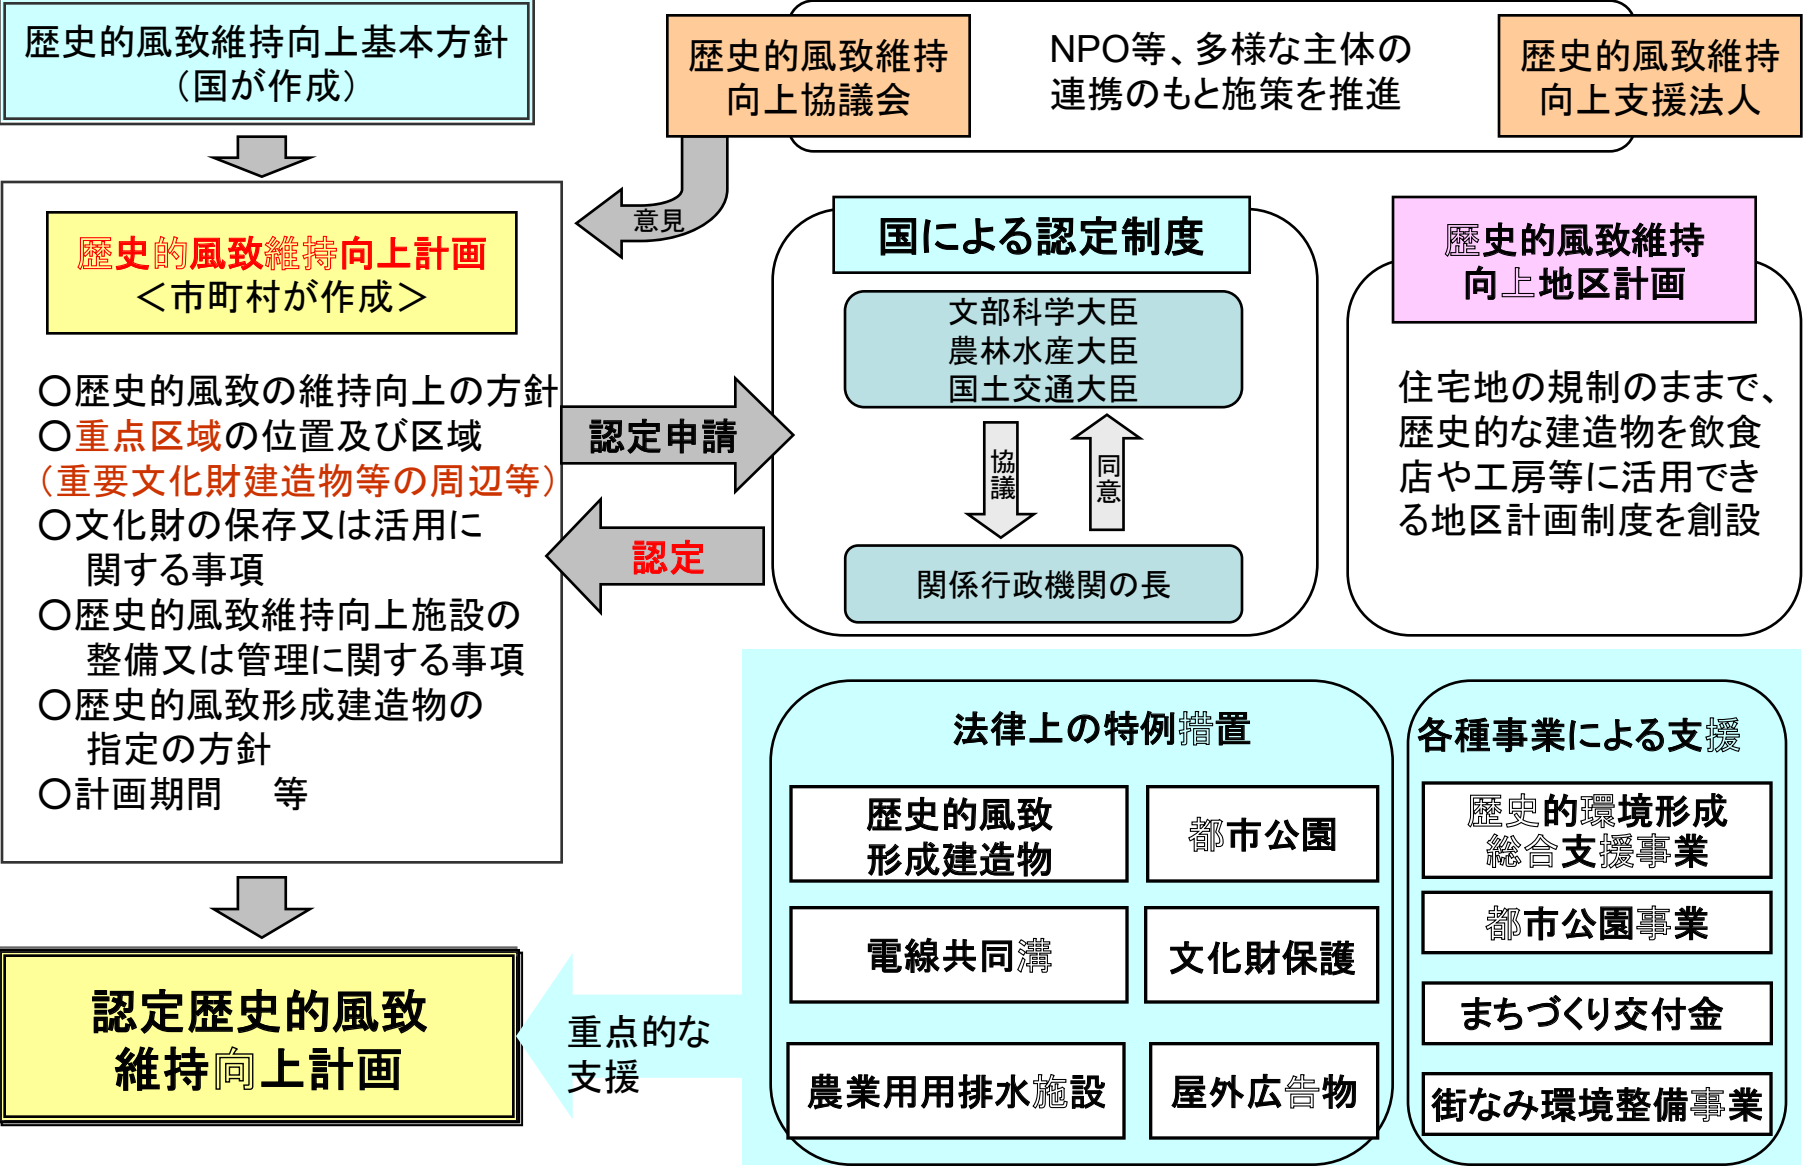 歴史的風致維持向上基本方針
（国が作成）
歴史的風致維持
向上協議会
NPO等、多様な主体の
連携のもと施策を推進
歴史的風致維持
向上支援法人
意見
歴史的風致維持向上計画
＜市町村が作成＞
○歴史的風致の維持向上の方針
○重点区域の位置及び区域
（重要文化財建造物等の周辺等）
○文化財の保存又は活用に
関する事項
○歴史的風致維持向上施設の
整備又は管理に関する事項
○歴史的風致形成建造物の
指定の方針
○計画期間　等
認定申請
認定
国による認定制度
文部科学大臣
農林水産大臣
国土交通大臣
協議
同意
関係行政機関の長
歴史的風致維持
向上地区計画
住宅地の規制のままで、
歴史的な建造物を飲食
店や工房等に活用でき
る地区計画制度を創設
認定歴史的風致
維持向上計画
重点的な
支援
法律上の特例措置
歴史的風致
形成建造物
都市公園
電線共同溝
文化財保護
農業用用排水施設
屋外広告物
各種事業による支援
歴史的環境形成
総合支援事業
都市公園事業
まちづくり交付金
街なみ環境整備事業